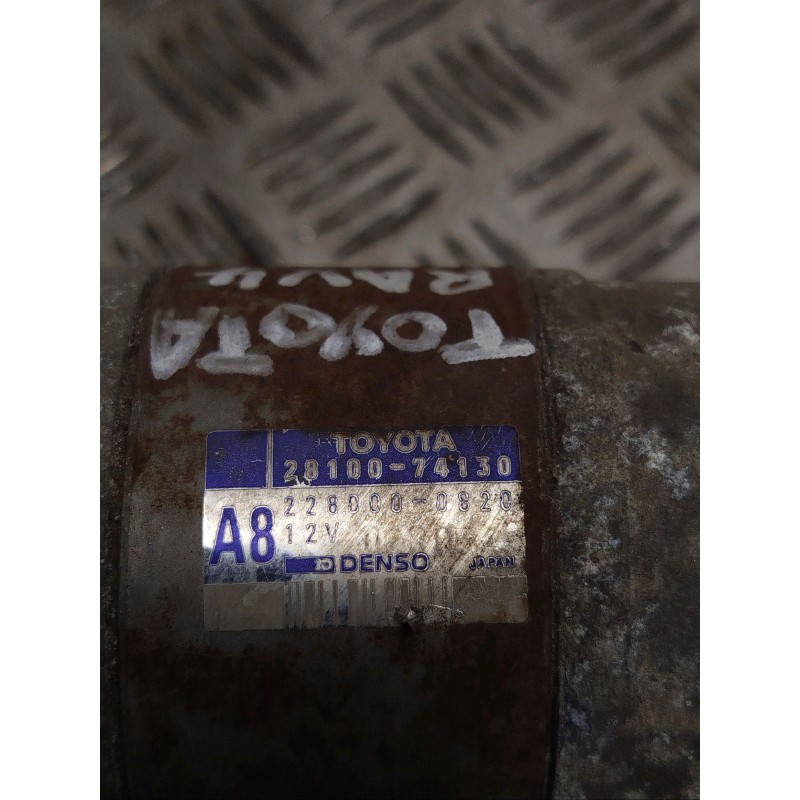 RAV4
TOYOTA
TOYOTA
28100-74130
228000-0820
A8
12V
DENSO
JAPAN